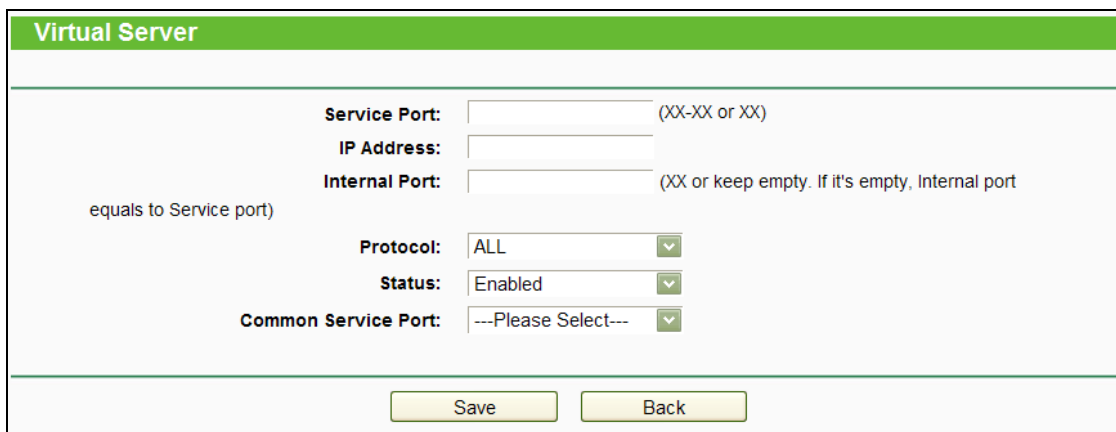 Virtual Server
Service Port: (XX-XX or XX)
IP Address:
Internal Port: (XX or keep empty. If it's empty, Internal port
equals to Service port)
Protocol: ALL
Status: Enabled
Common Service Port: ---Please Select---
Save Back